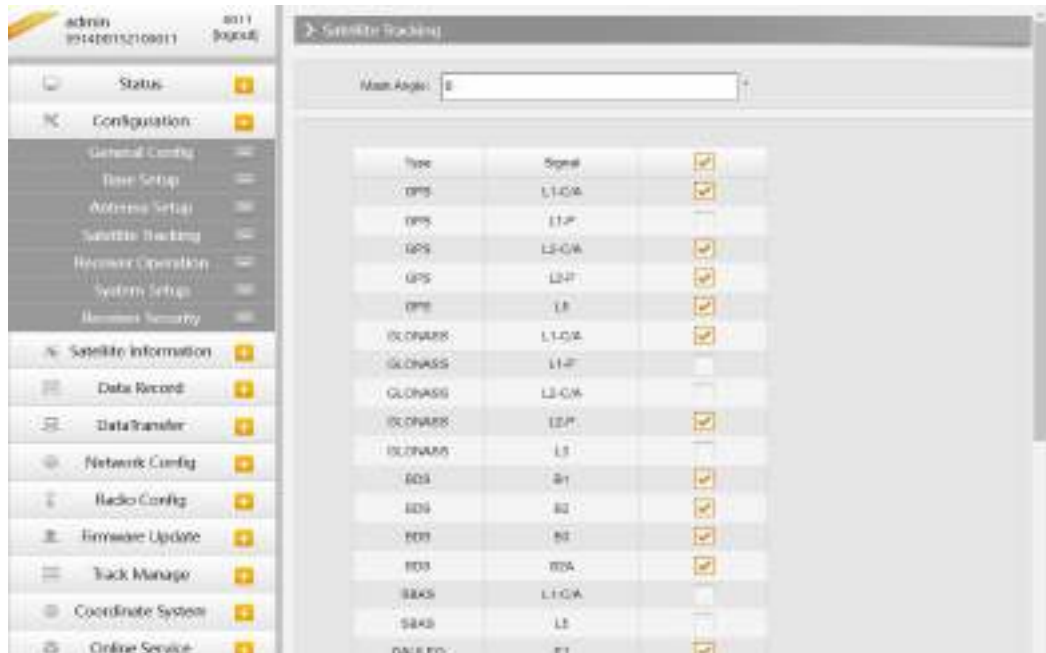 admin
[logout]
Satellite Tracking
Status
Mask Angle:
Configuration
General Config
Base Setup
Antenna Setup
Satellite Tracking
Receiver Operation
System Setup
Receiver Security
Satellite Information
Data Record
DataTransfer
Network Config
Radio Config
Firmware Update
Track Manage
Coordinate System
Online Service
Type Signal
GPS L1-C/A
GPS L1-P
GPS L2-C/A
GPS L2-P
GPS L5
GLONASS L1-C/A
GLONASS L1-P
GLONASS L2-C/A
GLONASS L2-P
GLONASS L3
BDS B1
BDS B2
BDS B3
BDS B2A
SBAS L1-C/A
SBAS L5